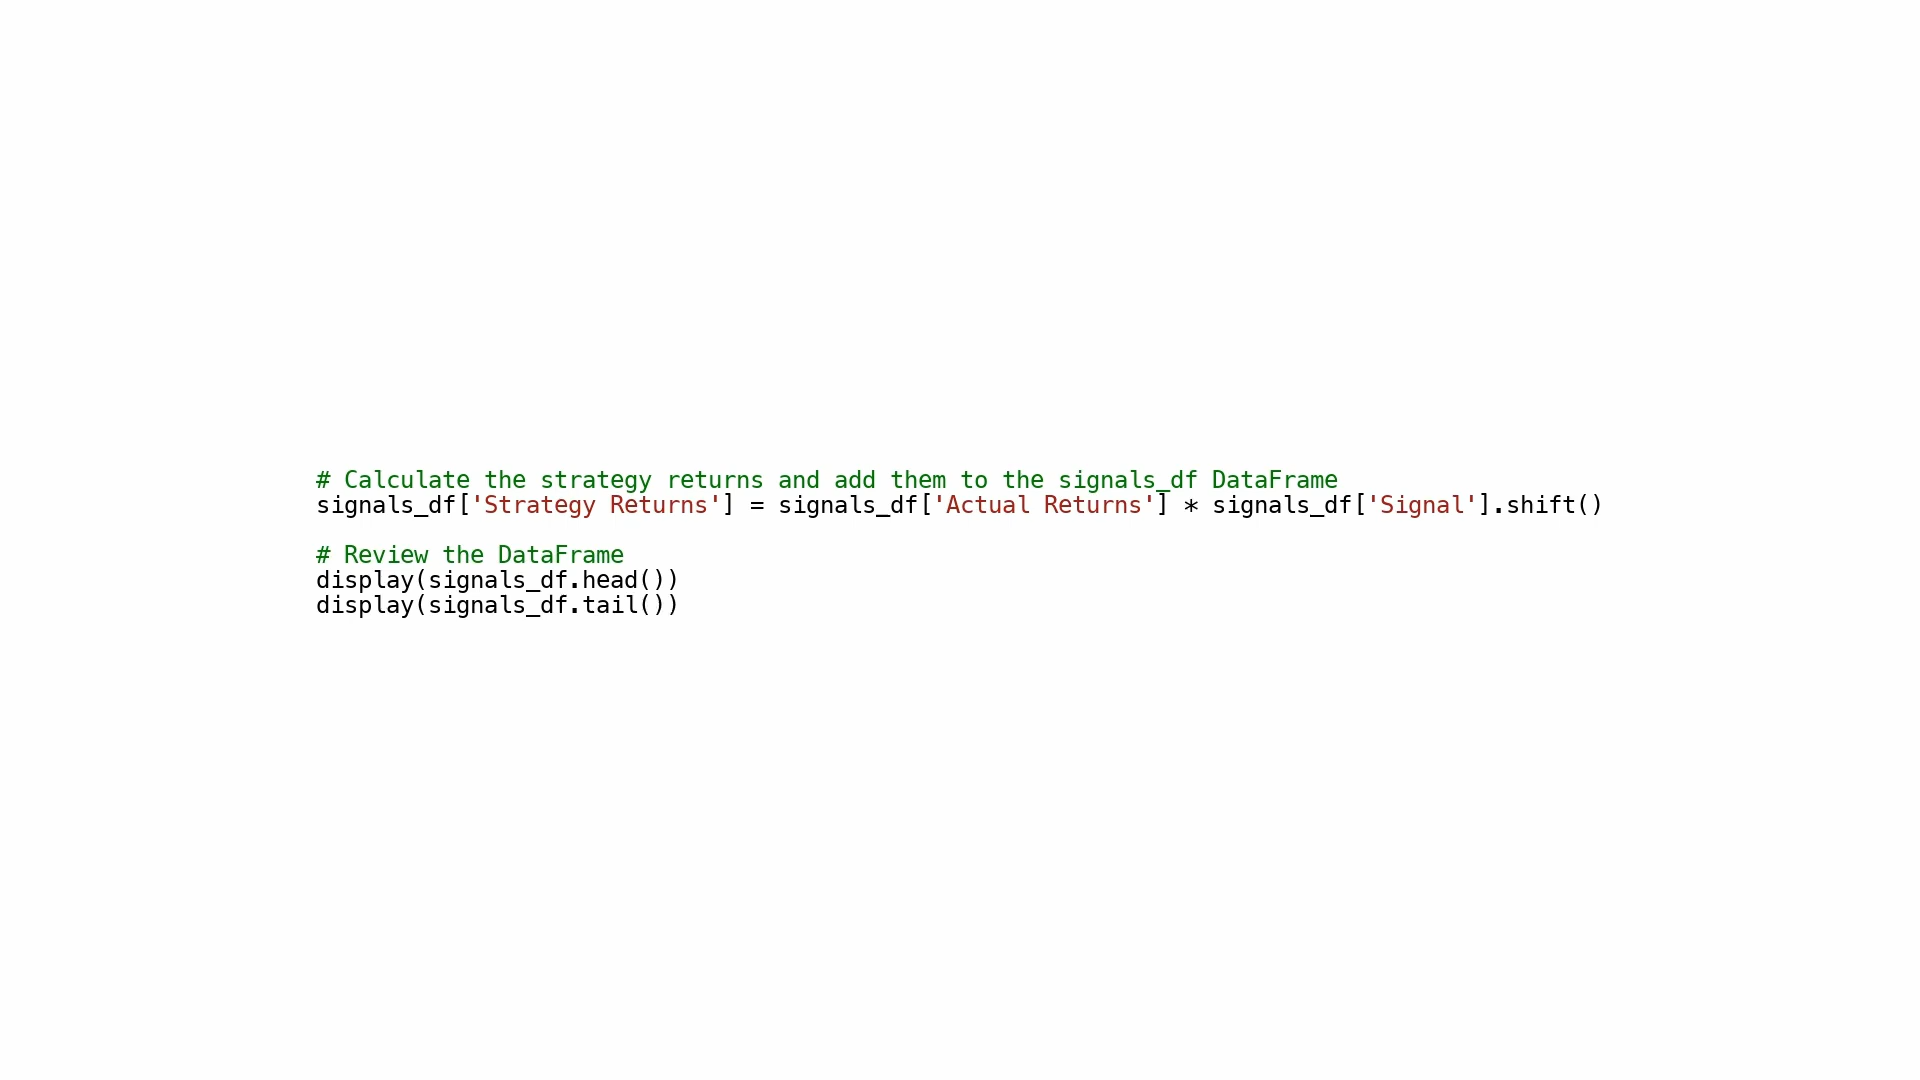 # Calculate the strategy returns and add them to the signals_df DataFrame
signals_df['Strategy Returns'] = signals_df['Actual Returns'] * signals_df['Signal'].shift()
# Review the DataFrame
display(signals_df.head())
display(signals_df.tail())